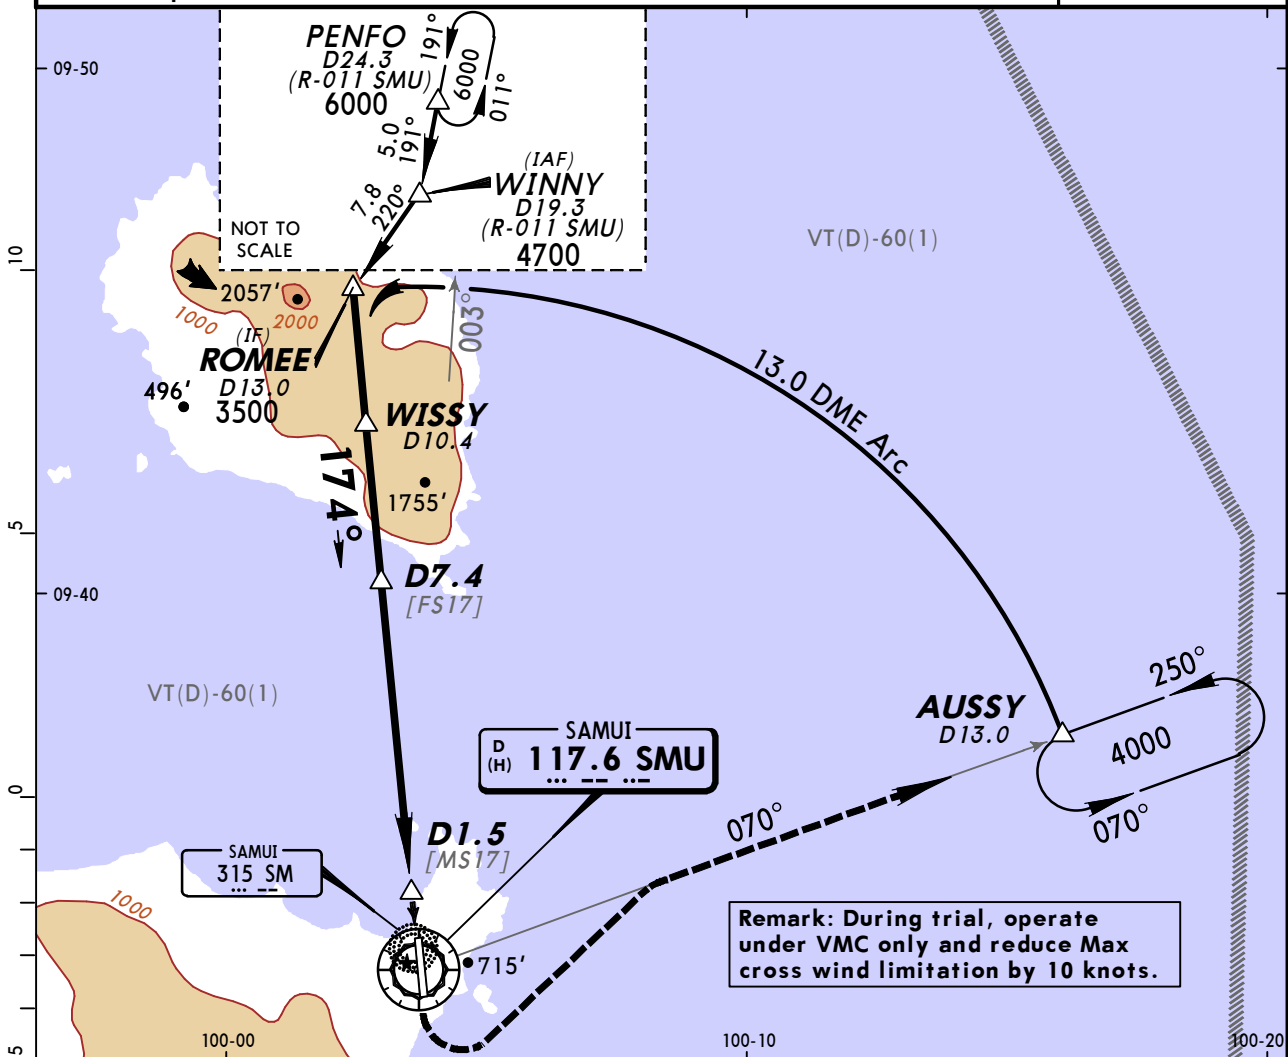 PENFO
D24.3
(R-011 SMU)
6000
191°
6000
011°
09-50
5.0
191°
(IAF)
WINNY
D19.3
(R-011 SMU)
4700
7.8
220°
NOT TO
SCALE
VT(D)-60(1)
10
2057'
1000
2000
003°
(IF)
ROMEE
D13.0
3500
13.0 DME Arc
496'
WISSY
D10.4
174°
1755'
5
D7.4
[FS17]
09-40
VT(D)-60(1)
250°
AUSSY
D13.0
4000
070°
SAMUI
D
(H)
117.6 SMU
0
070°
D1.5
[MS17]
SAMUI
315 SM
1000
Remark: During trial, operate
under VMC only and reduce Max
cross wind limitation by 10 knots.
715'
5
100-00
100-10
100-20